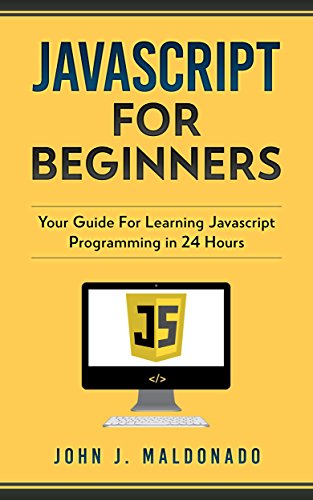 JAVASCRIPT
FOR
BEGINNERS
Your Guide For Learning Javascript
Programming in 24 Hours
JS
</>
JOHN J. MALDONADO